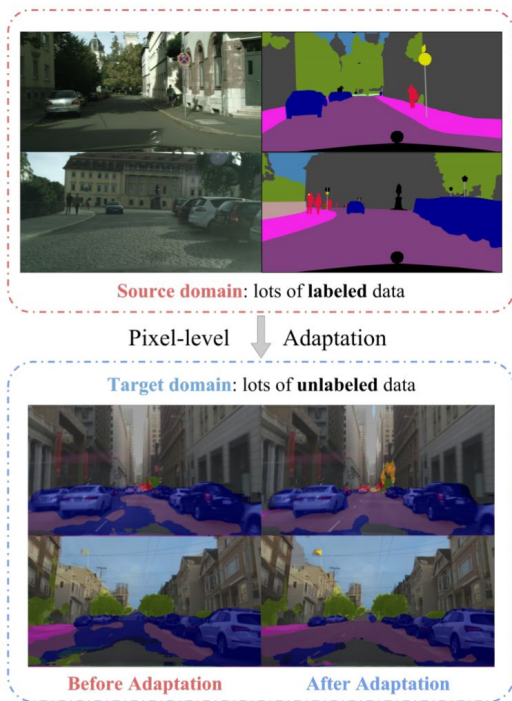 Source domain: lots of labeled data
Pixel-level Adaptation
Target domain: lots of unlabeled data
Before Adaptation After Adaptation